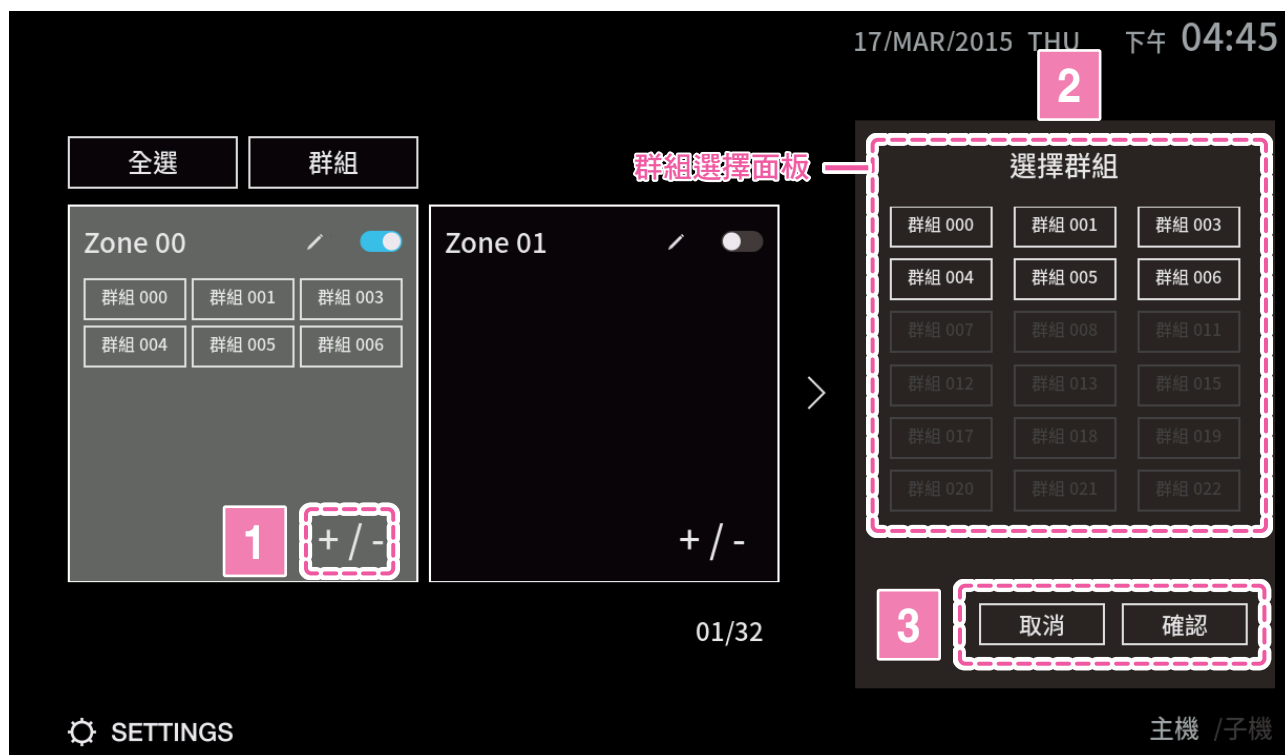 17/MAR/2015 THU 下午 04:45
2
全選 群組
群組選擇面板
選擇群組
Zone 00
群組 000 群組 001 群組 003
群組 004 群組 005 群組 006
1
+ / -
Zone 01
+ / -
01/32
群組 000 群組 001 群組 003
群組 004 群組 005 群組 006
群組 007 群組 008 群組 011
群組 012 群組 013 群組 015
群組 017 群組 018 群組 019
群組 020 群組 021 群組 022
3
取消 確認
SETTINGS
主機 /子機